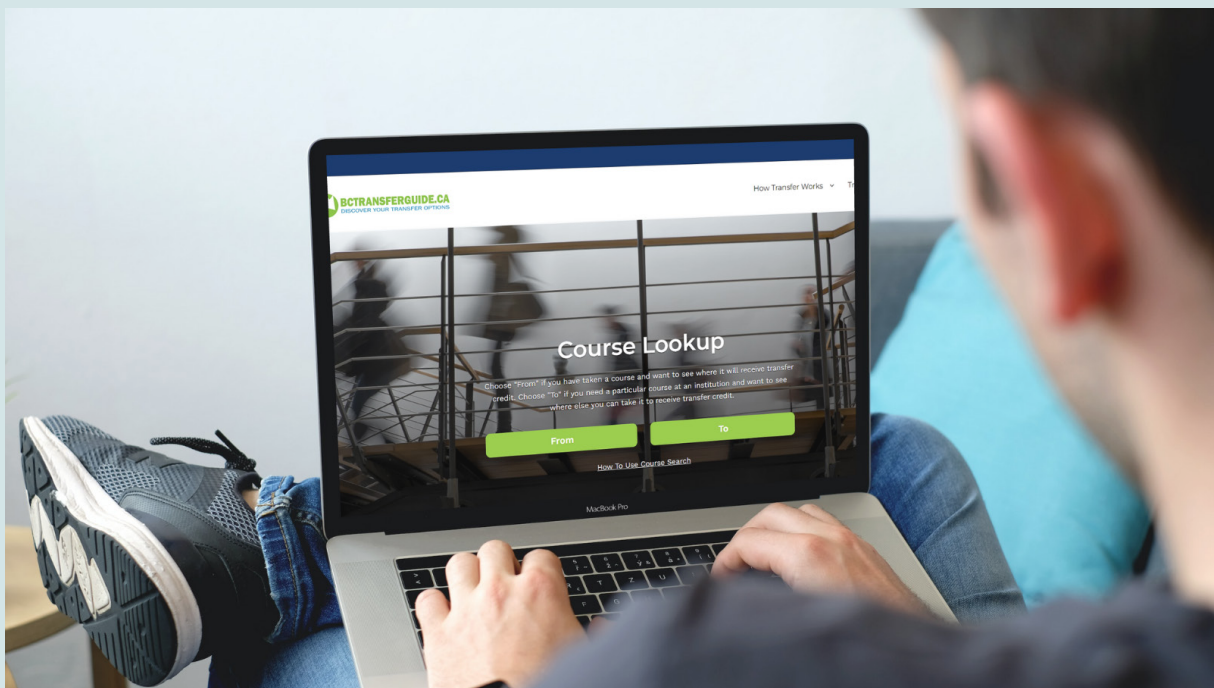 BCTRANSFERGUIDE.CA
DISCOVER YOUR TRANSFER OPTIONS
How Transfer Works
Course Lookup
Choose "From" if you have taken a course and want to see where it will receive transfer
credit. Choose "To" if you need a particular course at an institution and want to see
where else you can take it to receive transfer credit.
From
To
How To Use Course Search
MacBook Pro